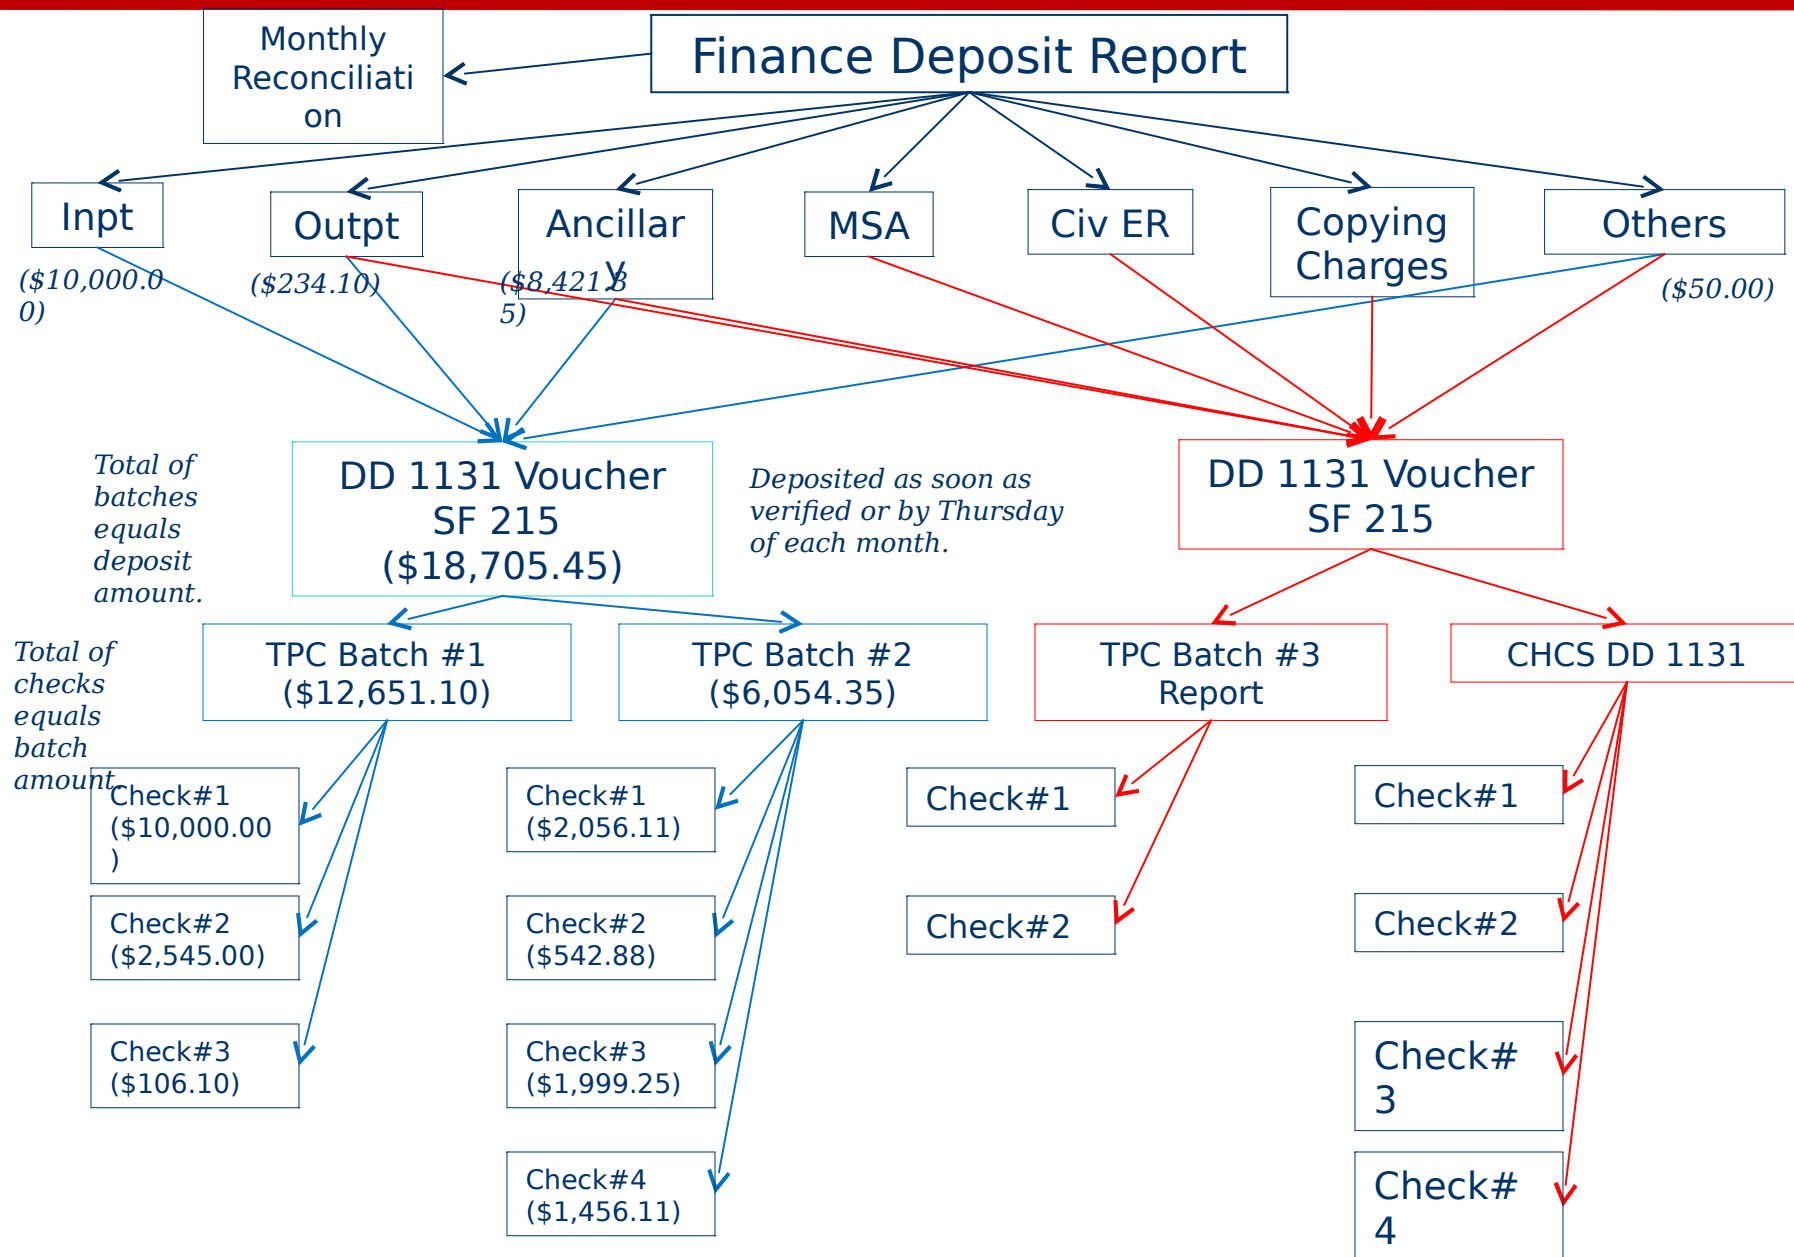 Monthly
Reconciliati
on
Finance Deposit Report
Inpt
Outpt
Ancillar
y
MSA
Civ ER
Copying
Charges
Others
($10,000.0
0)
($234.10)
($8,421.3
5)
($50.00)
Total of
batches
equals
deposit
amount.
DD 1131 Voucher
SF 215
($18,705.45)
Deposited as soon as
verified or by Thursday
of each month.
DD 1131 Voucher
SF 215
Total of
checks
equals
batch
amount.
TPC Batch #1
($12,651.10)
TPC Batch #2
($6,054.35)
TPC Batch #3
Report
CHCS DD 1131
Check#1
($10,000.00
)
Check#2
($2,545.00)
Check#3
($106.10)
Check#1
($2,056.11)
Check#2
($542.88)
Check#3
($1,999.25)
Check#4
($1,456.11)
Check#1
Check#2
Check#1
Check#2
Check#
3
Check#
4